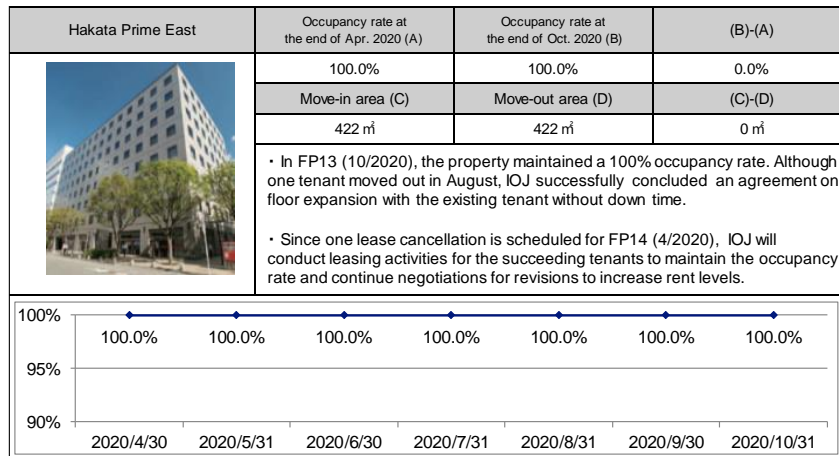 Hakata Prime East
Occupancy rate at
the end of Apr. 2020 (A)
Occupancy rate at
the end of Oct. 2020 (B)
(B)-(A)
100.0%
100.0%
0.0%
Move-in area (C)
Move-out area (D)
(C)-(D)
422 ㎡
422 ㎡
0 ㎡
・In FP13 (10/2020), the property maintained a 100% occupancy rate. Although
one tenant moved out in August, IOJ successfully concluded an agreement on
floor expansion with the existing tenant without down time.
・Since one lease cancellation is scheduled for FP14 (4/2020), IOJ will
conduct leasing activities for the succeeding tenants to maintain the occupancy
rate and continue negotiations for revisions to increase rent levels.
100%
95%
90%
100.0%
100.0%
100.0%
100.0%
100.0%
100.0%
100.0%
2020/4/30
2020/5/31
2020/6/30
2020/7/31
2020/8/31
2020/9/30
2020/10/31